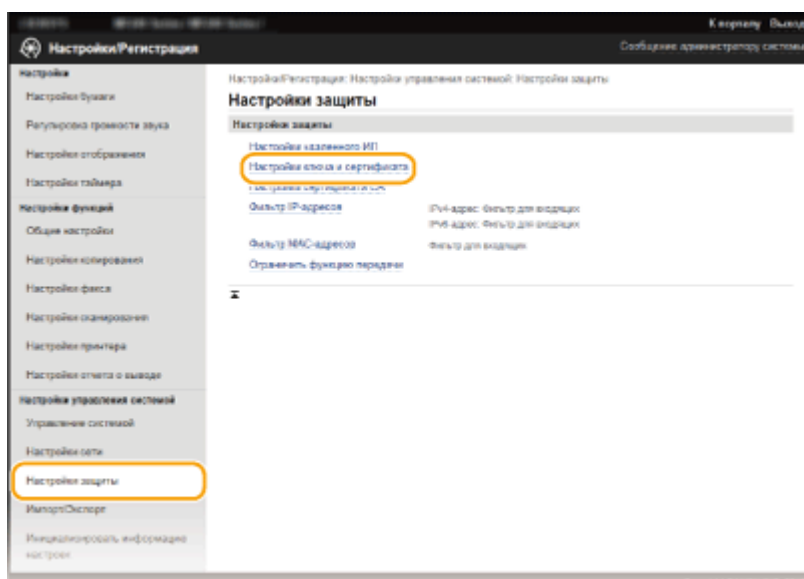 К порталу Выход
Настройки/Регистрация
Сообщение администратору системы
Настройки
Настройки бумаги
Регулировка громкости звука
Настройки отображения
Настройки таймера
Настройки функций
Общие настройки
Настройки копирования
Настройки факса
Настройки сканирования
Настройки принтера
Настройки отчета о выводе
Настройки управления системой
Управление системой
Настройки сети
Настройки защиты
Импорт/Экспорт
Инициализировать информацию
настроек
Настройки/Регистрация: Настройки управления системой: Настройки защиты
Настройки защиты
Настройки защиты
Настройки удаленного ИП
Настройки ключа и сертификата
Настройки сертификата CA
Фильтр IP-адресов
IPv4-адрес: Фильтр для входящих
IPv6-адрес: Фильтр для входящих
Фильтр MAC-адресов
Фильтр для входящих
Ограничить функцию передачи